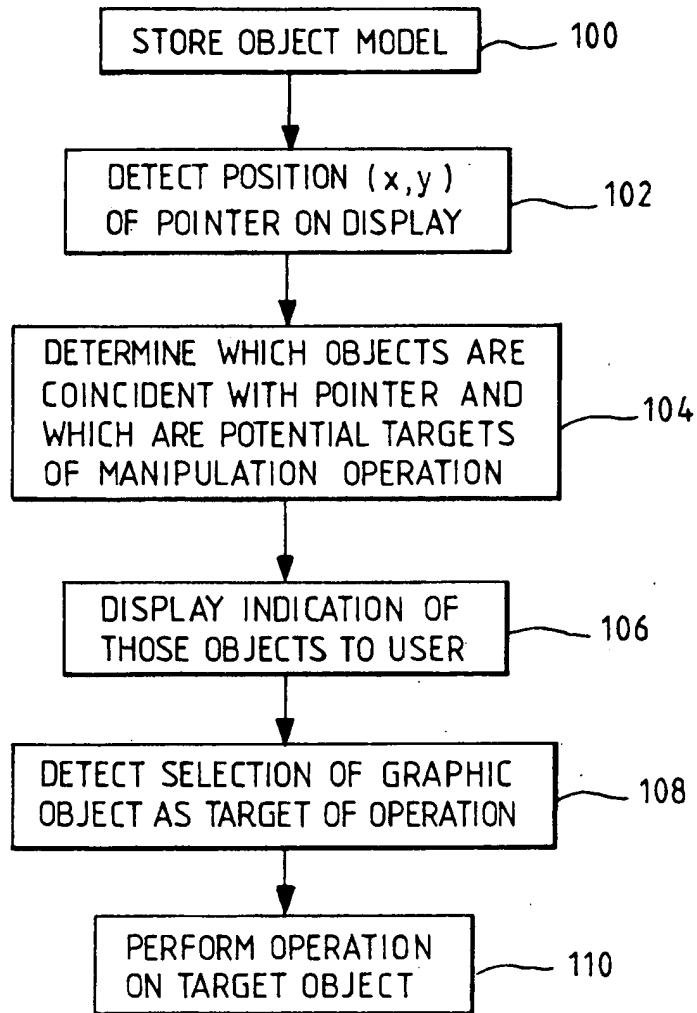 STORE OBJECT MODEL
100
DETECT POSITION (x,y)
OF POINTER ON DISPLAY
102
DETERMINE WHICH OBJECTS ARE
COINCIDENT WITH POINTER AND
WHICH ARE POTENTIAL TARGETS
OF MANIPULATION OPERATION
104
DISPLAY INDICATION OF
THOSE OBJECTS TO USER
106
DETECT SELECTION OF GRAPHIC
OBJECT AS TARGET OF OPERATION
108
PERFORM OPERATION
ON TARGET OBJECT
110